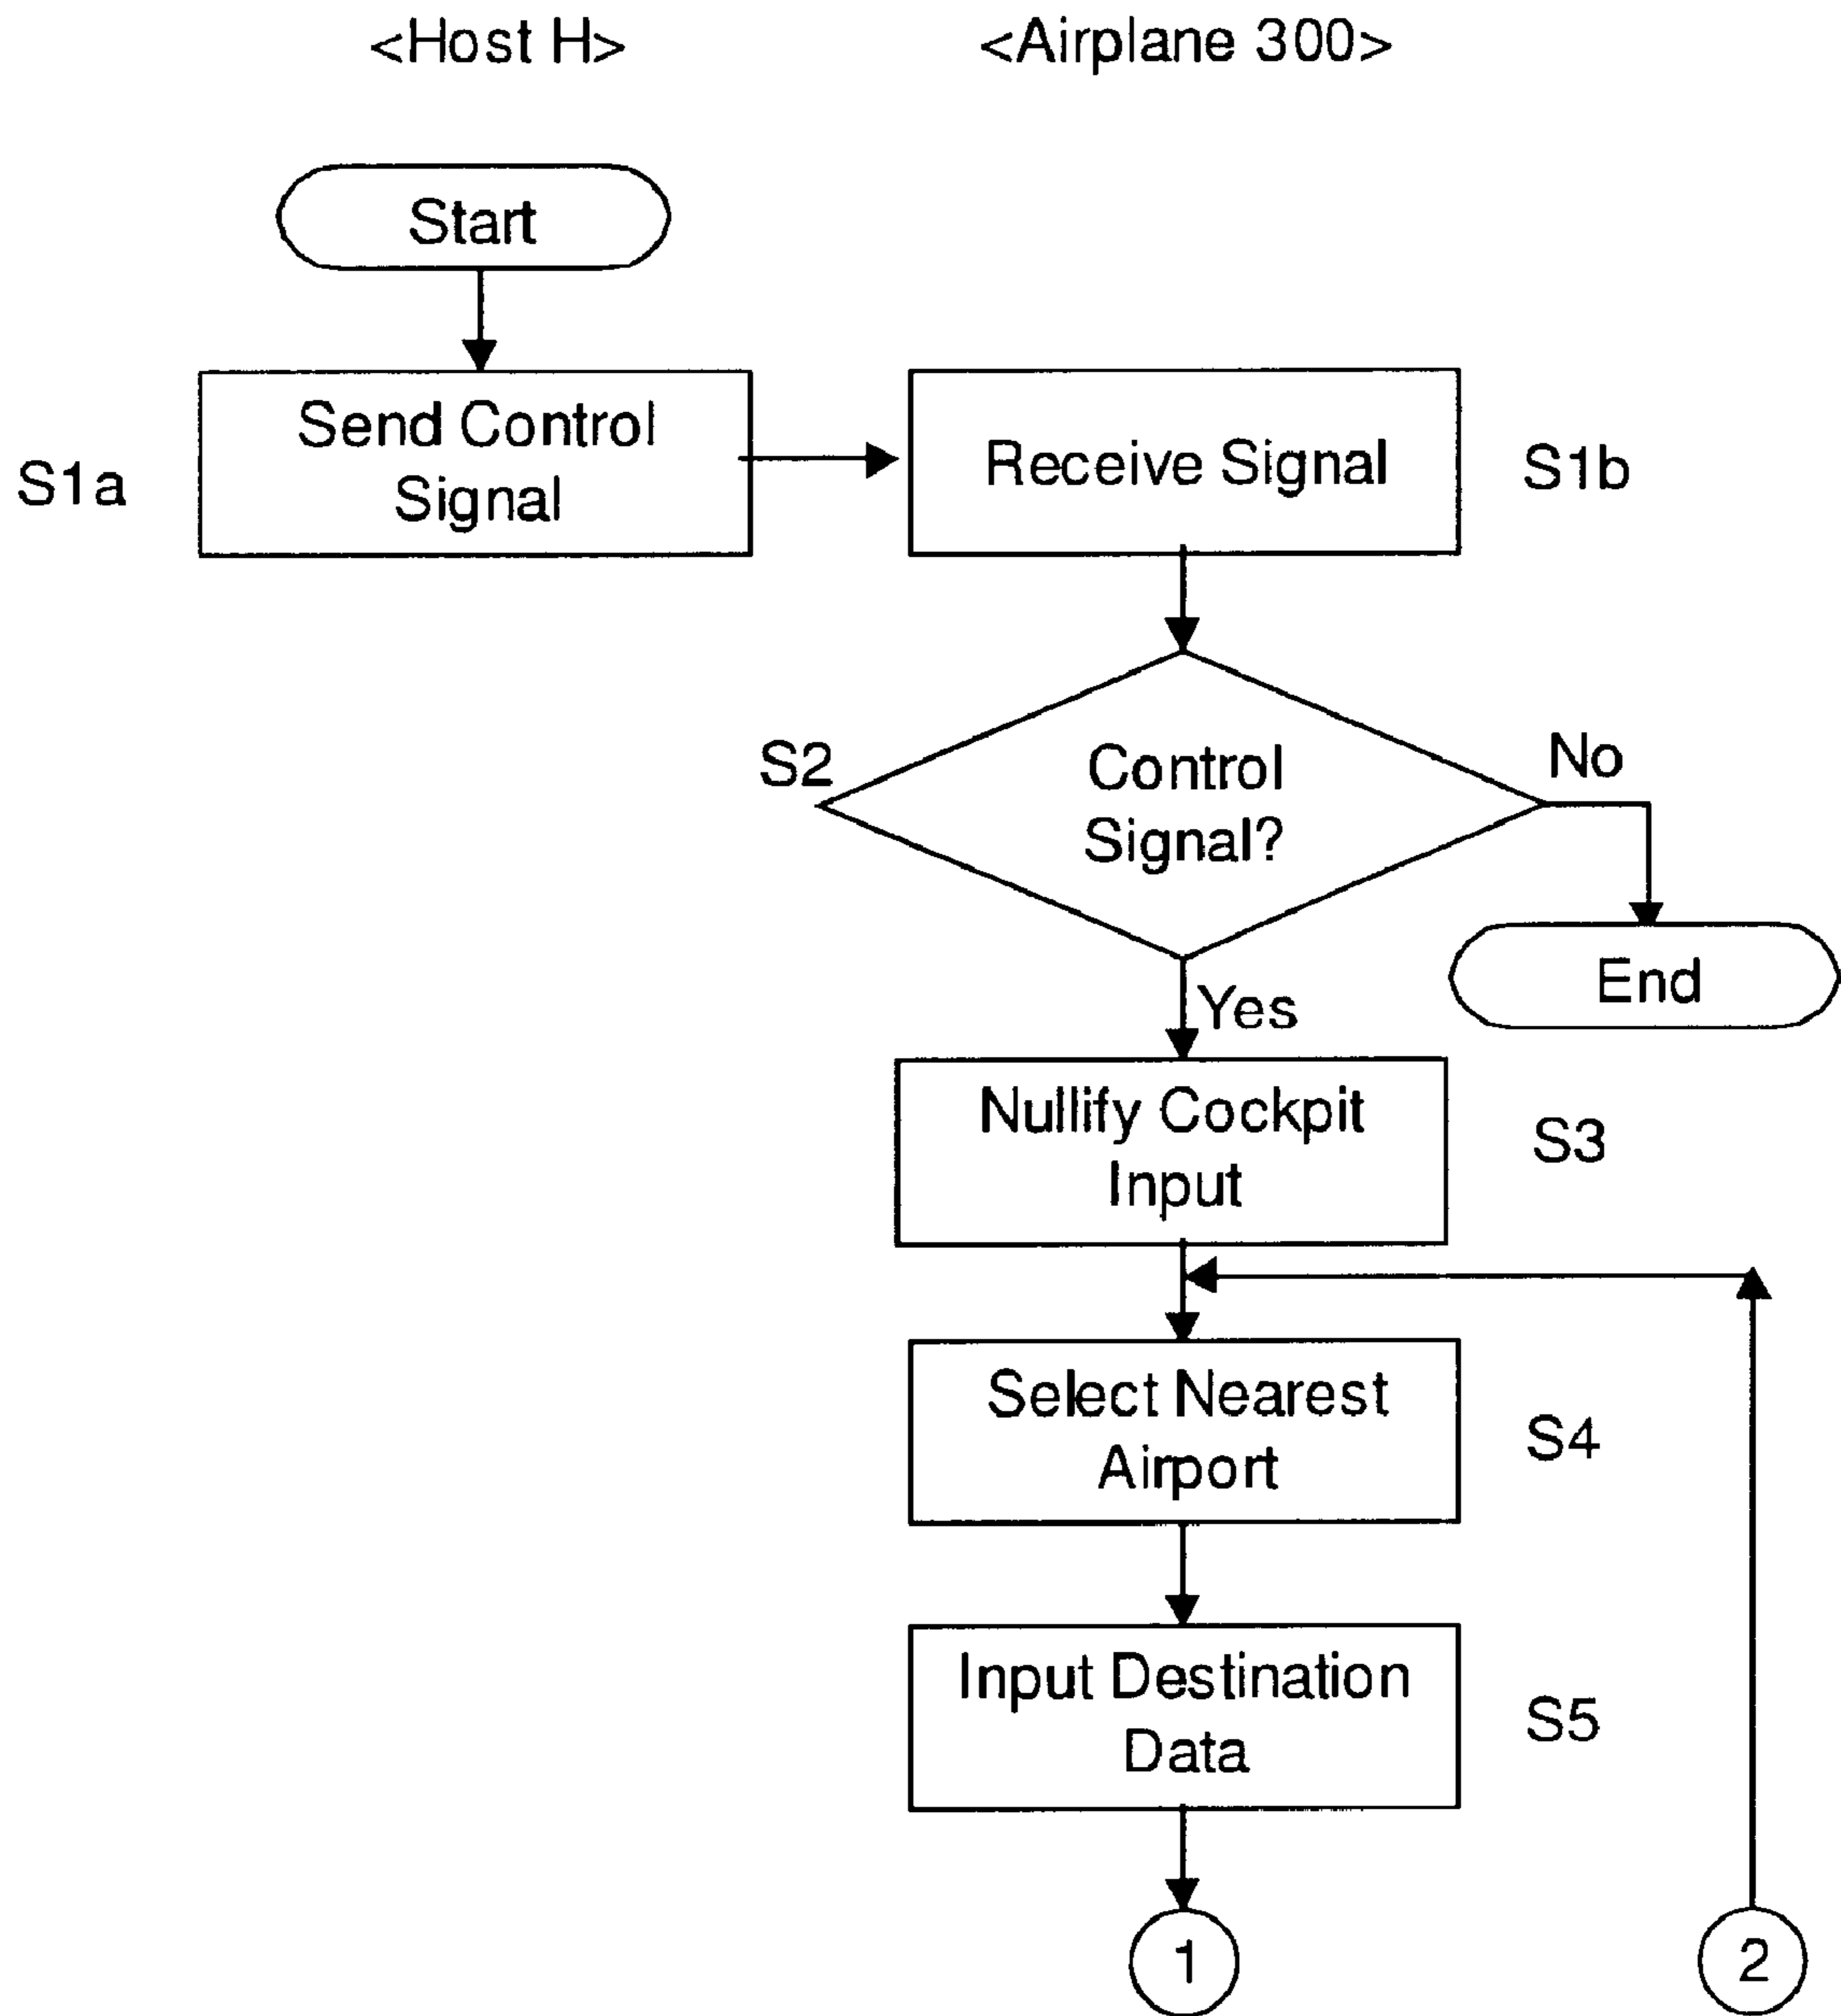 <Host H>
<Airplane 300>
Start
Send Control
Signal
S1a
Receive Signal
S1b
S2
Control
Signal?
No
End
Yes
Nullify Cockpit
Input
S3
Select Nearest
Airport
S4
Input Destination
Data
S5
1
2